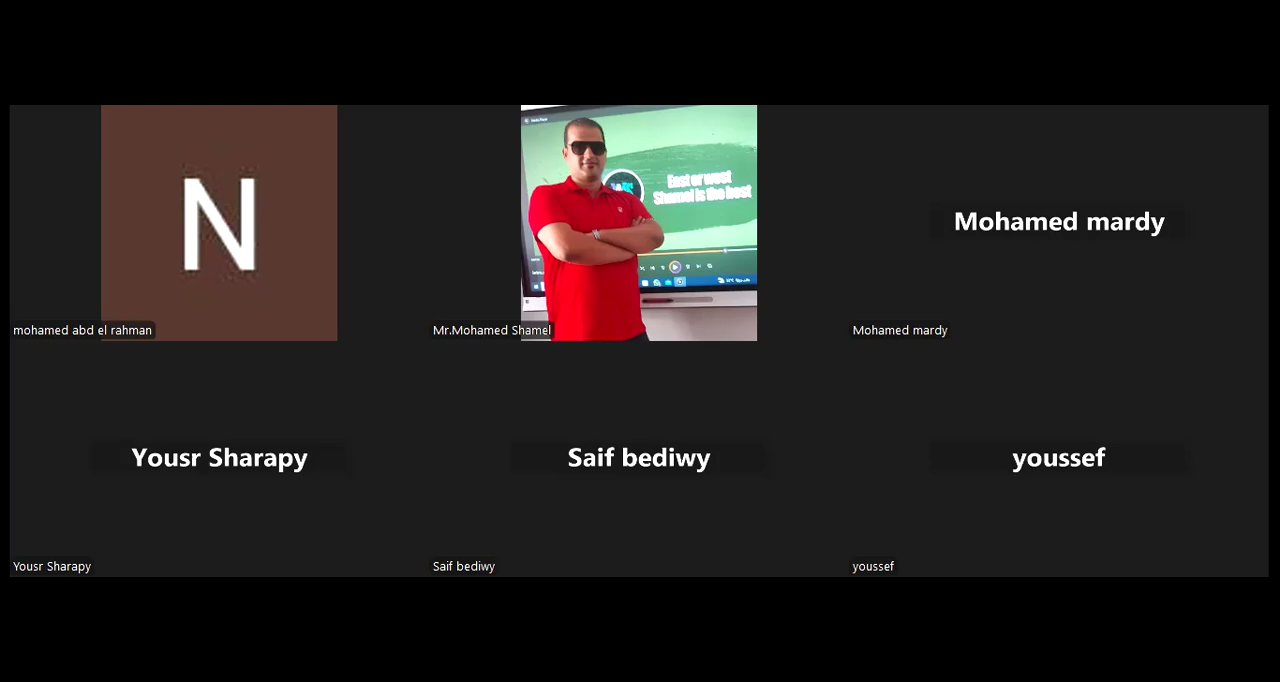 N
East or west
Shamel is the best
Mohamed mardy
mohamed abd el rahman
Mr.Mohamed Shamel
Mohamed mardy
Yousr Sharapy
Saif bediwy
youssef
Yousr Sharapy
Saif bediwy
youssef